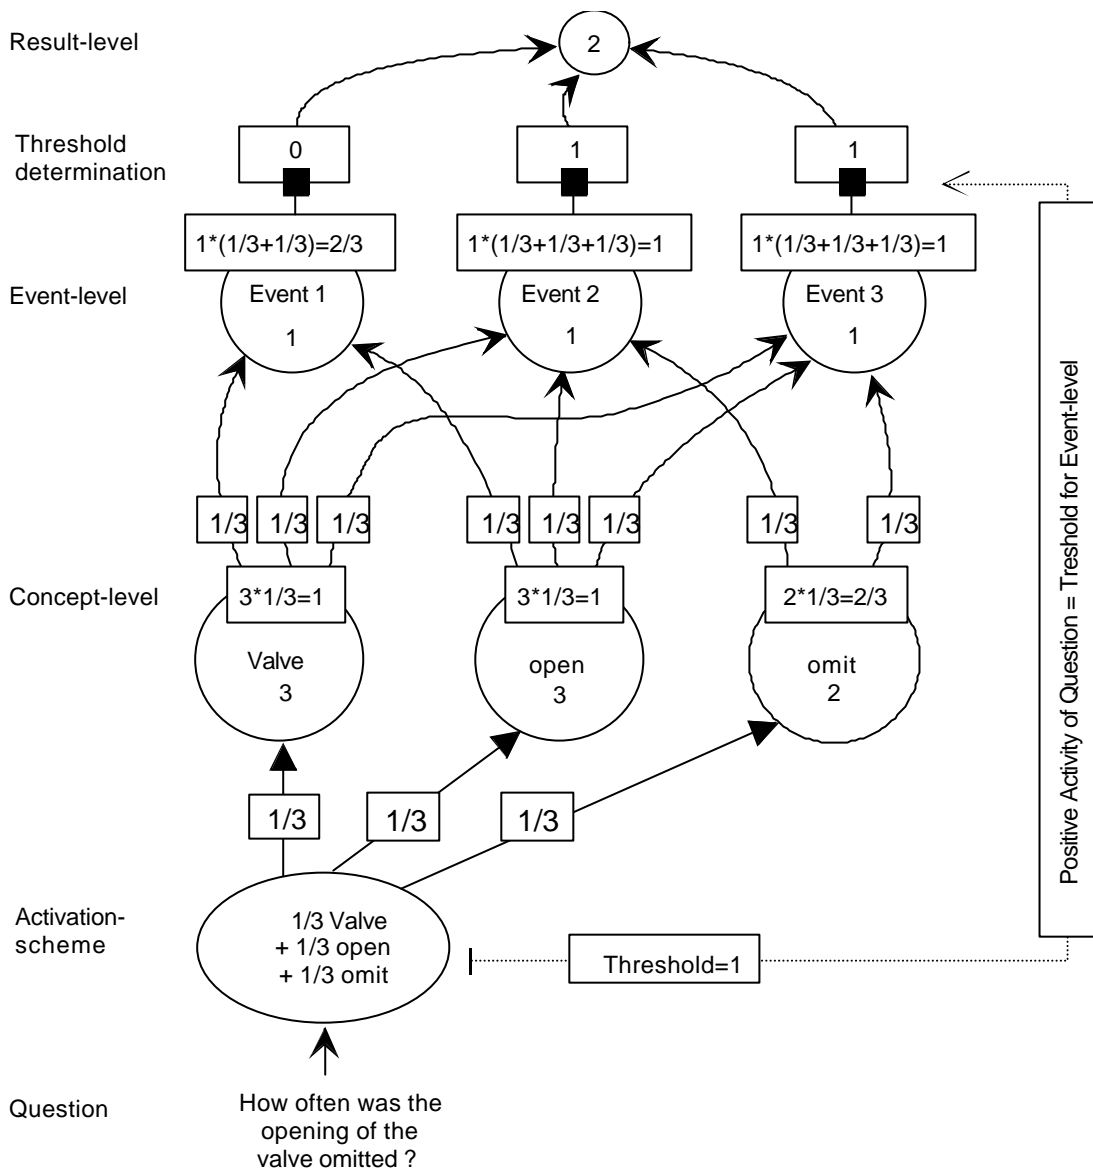 Result-level
2
Threshold
determination
0
1
1
1*(1/3+1/3)=2/3
1*(1/3+1/3+1/3)=1
1*(1/3+1/3+1/3)=1
Event-level
Event 1
1
Event 2
1
Event 3
1
1/3
1/3
1/3
1/3
1/3
1/3
1/3
1/3
Concept-level
3*1/3=1
3*1/3=1
2*1/3=2/3
Valve
3
open
3
omit
2
1/3
1/3
1/3
Activation-
scheme
1/3 Valve
+ 1/3 open
+ 1/3 omit
Threshold=1
Positive Activity of Question = Treshold for Event-level
Question
How often was the
opening of the
valve omitted ?